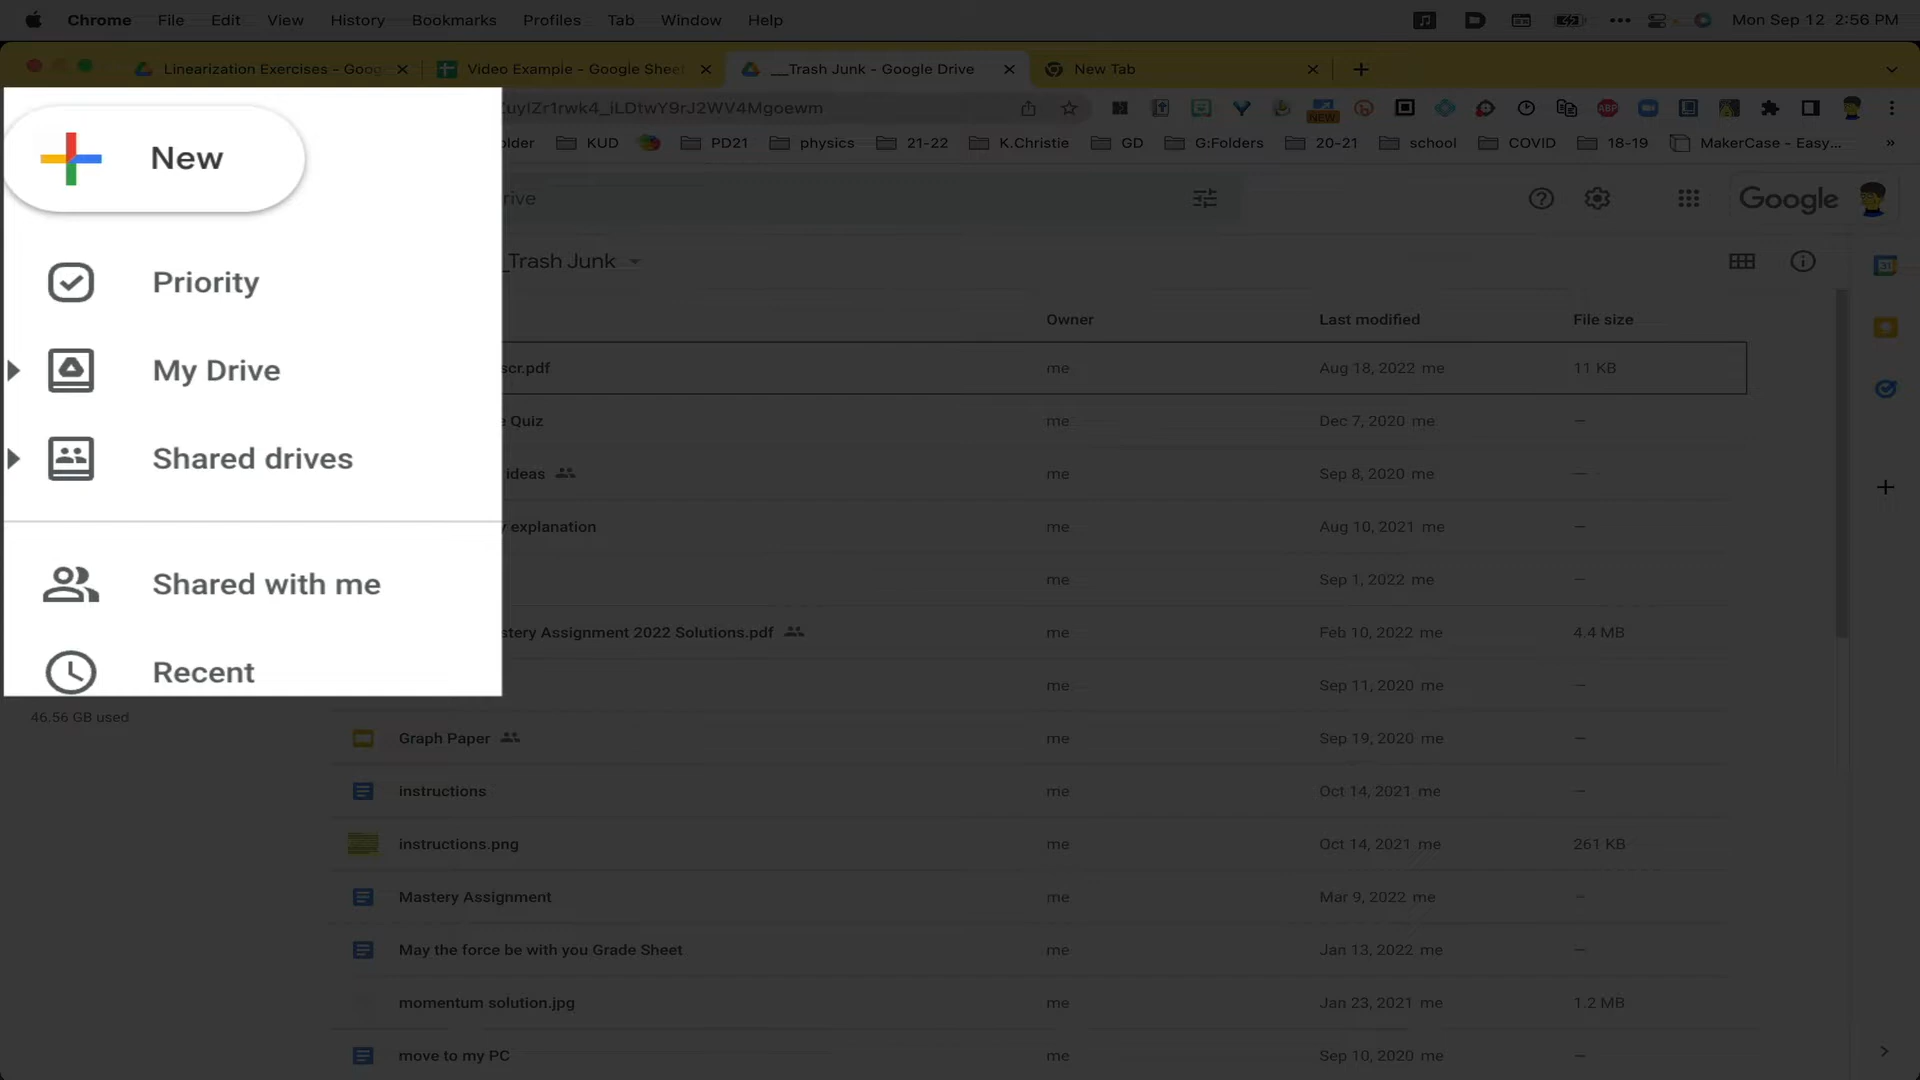 Chrome File Edit View History Bookmarks Profiles Tab Window Help Mon Sep 12 2:56 PM
Linearization Exercises - Goog Video Example - Google Sheet __Trash Junk - Google Drive New Tab
uyIZr1rwk4_iLDtwY9rJ2WV4Mgoewm NEW ABP
older KUD PD21 physics 21-22 K.Christie GD G:Folders 20-21 school COVID 18-19 MakerCase - Easy... »
New
rive Google
_Trash Junk
Priority
Owner Last modified File size
My Drive
scr.pdf me Aug 18, 2022 me 11 KB
e Quiz me Dec 7, 2020 me —
Shared drives
ideas me Sep 8, 2020 me —
y explanation me Aug 10, 2021 me —
Shared with me
me Sep 1, 2022 me —
stery Assignment 2022 Solutions.pdf me Feb 10, 2022 me 4.4 MB
Recent
me Sep 11, 2020 me —
46.56 GB used
Graph Paper me Sep 19, 2020 me —
instructions me Oct 14, 2021 me —
instructions.png me Oct 14, 2021 me 261 KB
Mastery Assignment me Mar 9, 2022 me —
May the force be with you Grade Sheet me Jan 13, 2022 me —
momentum solution.jpg me Jan 23, 2021 me 1.2 MB
move to my PC me Sep 10, 2020 me —